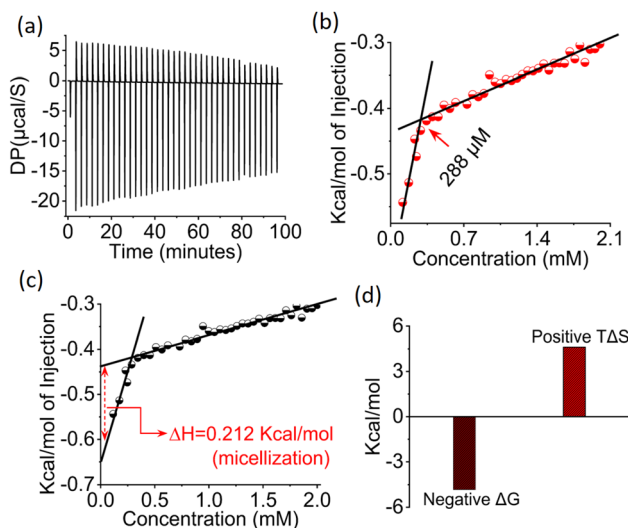 (a)
10
5
0
-5
-10
-15
-20
DP(μcal/S)
0 20 40 60 80 100
Time (minutes)
(b)
-0.3
-0.4
-0.5
Kcal/mol of Injection
288 μM
0.0 0.7 1.4 2.1
Concentration (mM)
(c)
-0.3
-0.4
-0.5
-0.6
-0.7
Kcal/mol of Injection
ΔH=0.212 Kcal/mol
(micellization)
0.0 0.5 1.0 1.5 2.0
Concentration (mM)
(d)
6
3
0
-3
-6
Kcal/mol
Positive TΔS
Negative ΔG